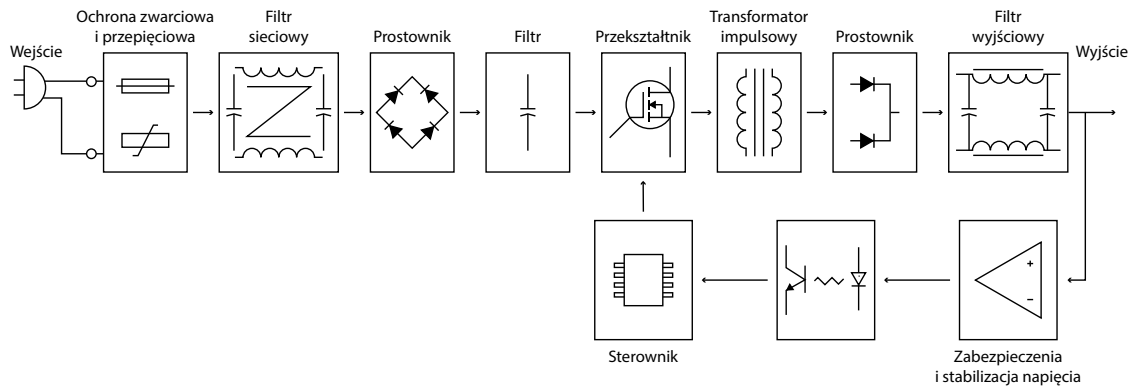 Wejście
Ochrona zwarciowa
i przepięciowa
Filtr
sieciowy
Prostownik
Filtr
Przekształtnik
Transformator
impulsowy
Prostownik
Filtr
wyjściowy
Wyjście
+
−
Sterownik
Zabezpieczenia
i stabilizacja napięcia